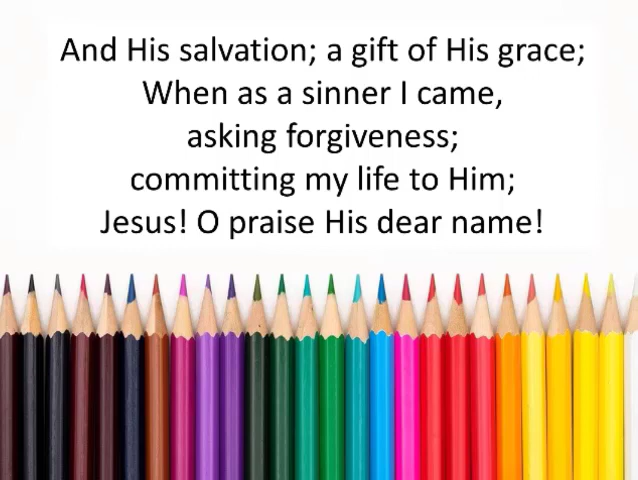 And His salvation; a gift of His grace;
When as a sinner I came,
asking forgiveness;
committing my life to Him;
Jesus! O praise His dear name!